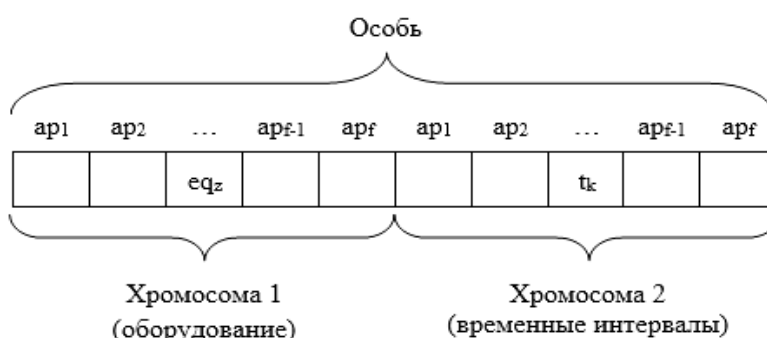 Особь
ap1 ap2 … apf-1 apf ap1 ap2 … apf-1 apf
eqz tk
Хромосома 1 Хромосома 2
(оборудование) (временные интервалы)